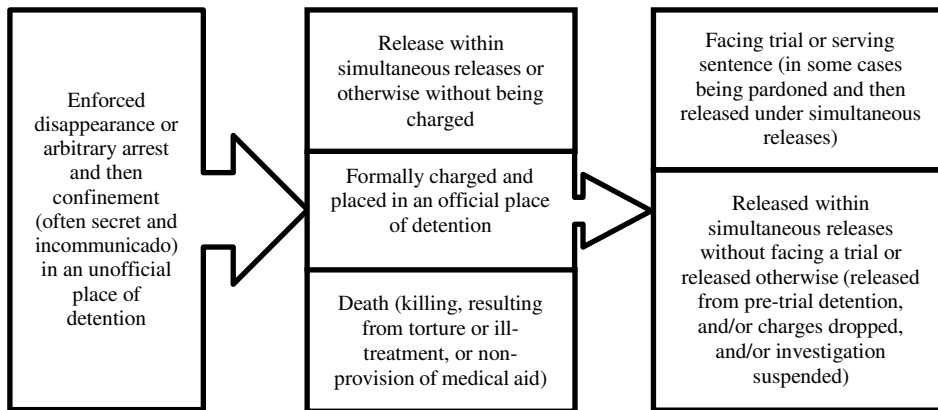 Enforced
disappearance or
arbitrary arrest
and then
confinement
(often secret and
incommunicado)
in an unofficial
place of
detention
Release within
simultaneous releases or
otherwise without being
charged
Formally charged and
placed in an official place
of detention
Death (killing, resulting
from torture or ill-
treatment, or non-
provision of medical aid)
Facing trial or serving
sentence (in some cases
being pardoned and then
released under simultaneous
releases)
Released within
simultaneous releases
without facing a trial or
released otherwise (released
from pre-trial detention,
and/or charges dropped,
and/or investigation
suspended)